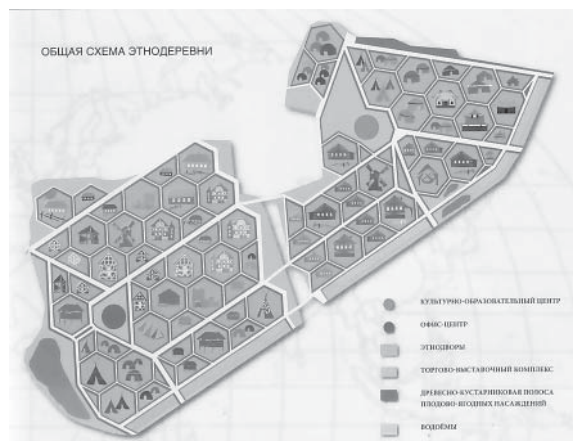 ОБЩАЯ СХЕМА ЭТНОДЕРЕВНИ
КУЛЬТУРНО-ОБРАЗОВАТЕЛЬНЫЙ ЦЕНТР
ОФИС-ЦЕНТР
ЭТНОДВОРЫ
ТОРГОВО-ВЫСТАВОЧНЫЙ КОМПЛЕКС
ДРЕВЕСНО-КУСТАРНИКОВАЯ ПОЛОСА
ПЛОДОВО-ЯГОДНЫХ НАСАЖДЕНИЙ
ВОДОЁМЫ